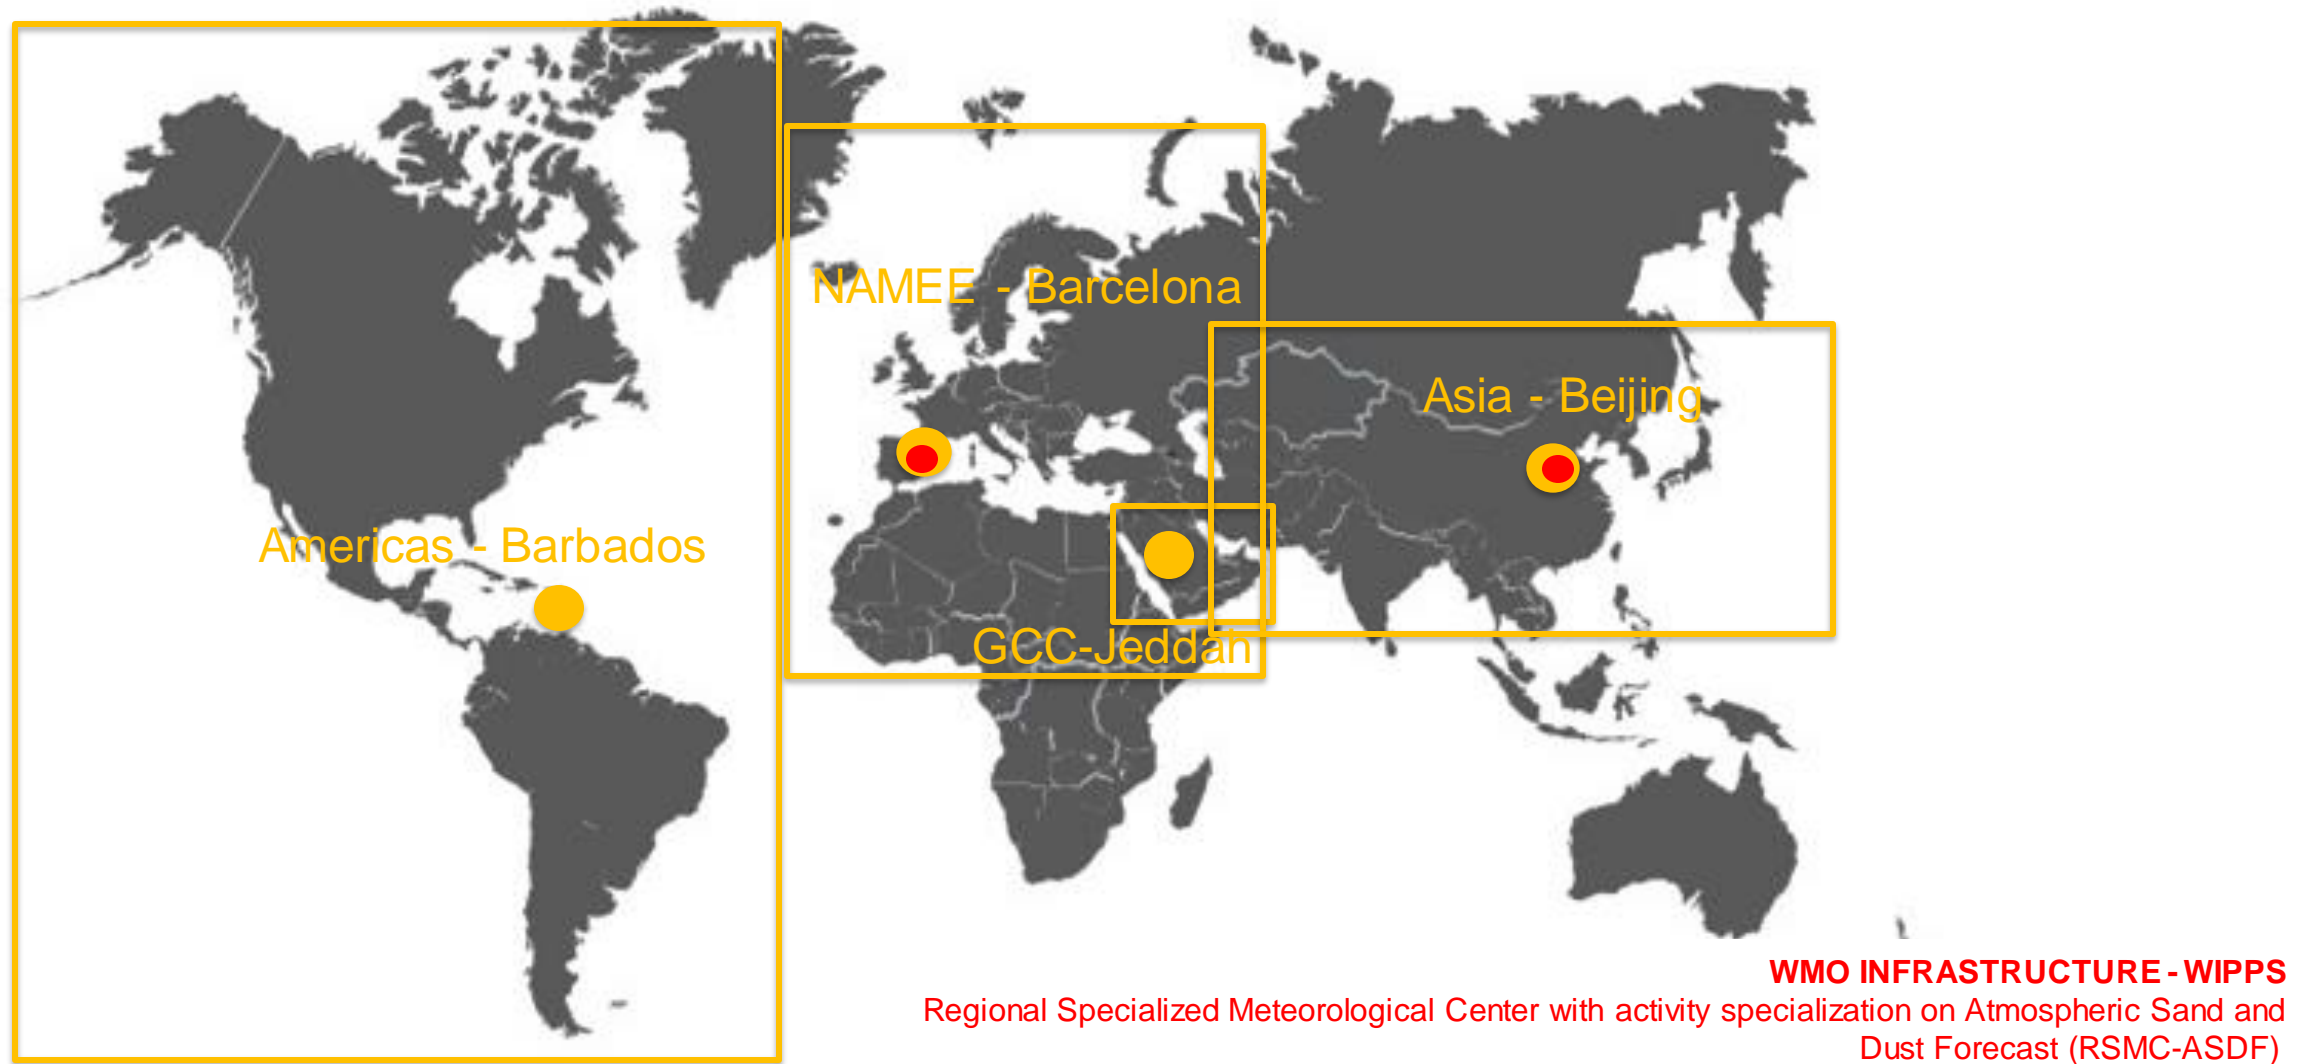 NAMEE - Barcelona
Asia - Beijing
Americas - Barbados
GCC-Jeddah
WMO INFRASTRUCTURE - WIPPS
Regional Specialized Meteorological Center with activity specialization on Atmospheric Sand and
Dust Forecast (RSMC-ASDF)